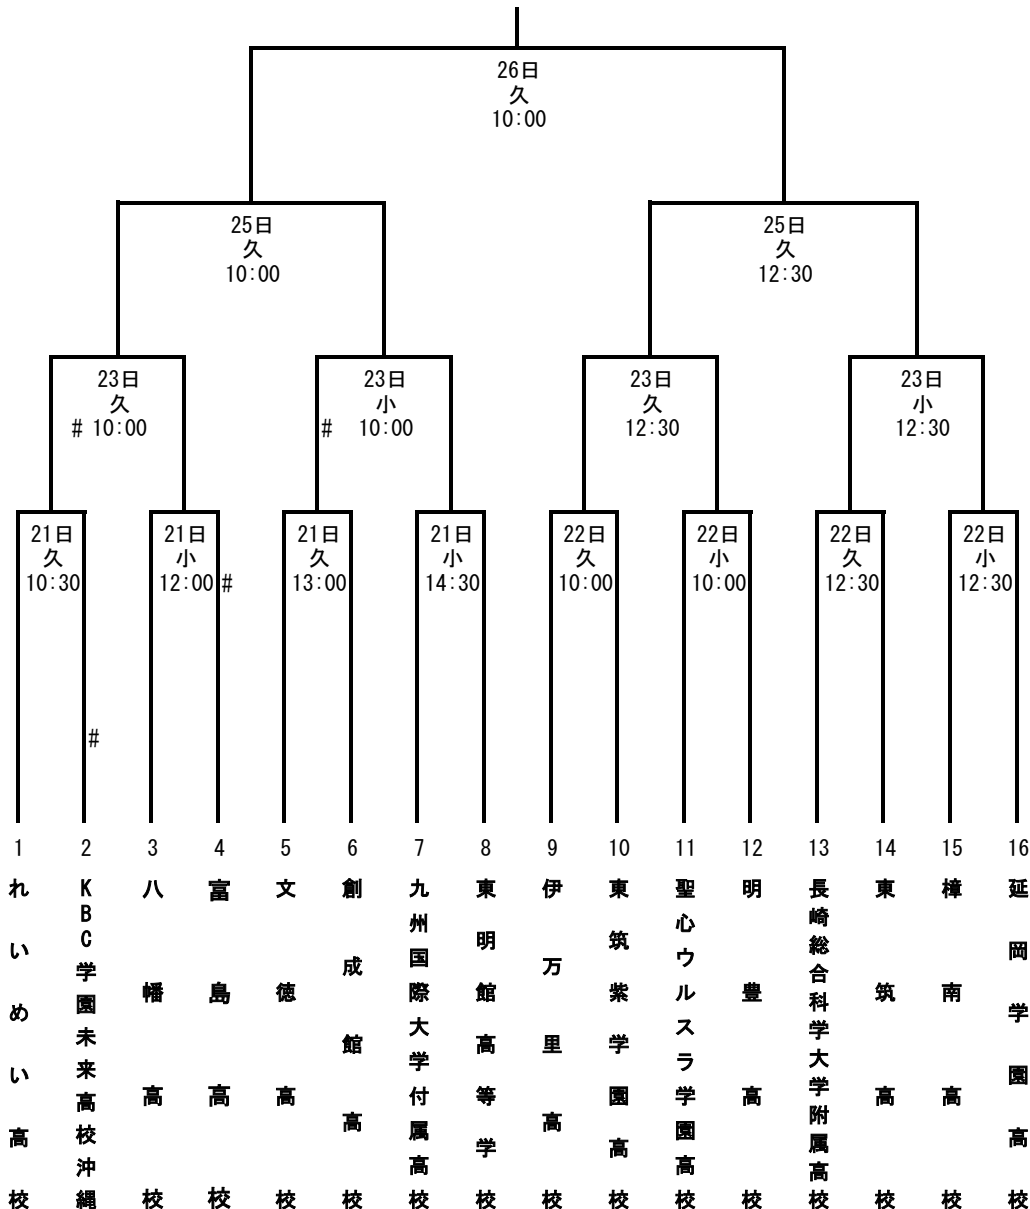 26日
久
10:00
25日
久
10:00
25日
久
12:30
23日
久
# 10:00
23日
小
# 10:00
23日
久
12:30
23日
小
12:30
21日
久
10:30
21日
小
12:00 #
21日
久
13:00
21日
小
14:30
22日
久
10:00
22日
小
10:00
22日
久
12:30
22日
小
12:30
#
1
れいめい高校
2
KBC学園未来高校沖縄
3
八幡高校
4
富島高校
5
文徳高校
6
創成館高校
7
九州国際大学付属高校
8
東明館高等学校
9
伊万里高校
10
東筑紫学園高校
11
聖心ウルスラ学園高校
12
明豊高校
13
長崎総合科学大学附属高校
14
東筑高校
15
樟南高校
16
延岡学園高校